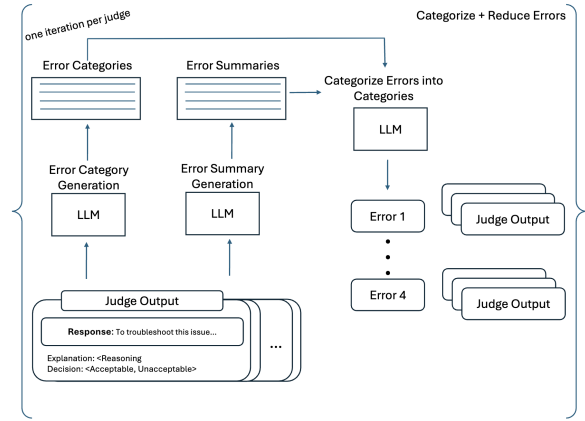 one iteration per judge
Categorize + Reduce Errors
Error Categories
Error Summaries
Categorize Errors into
Categories
LLM
Error Category
Generation
LLM
Error Summary
Generation
LLM
Error 1
Judge Output
Error 4
Judge Output
Judge Output
Response: To troubleshoot this issue...
Explanation: <Reasoning
Decision: <Acceptable, Unacceptable>
...